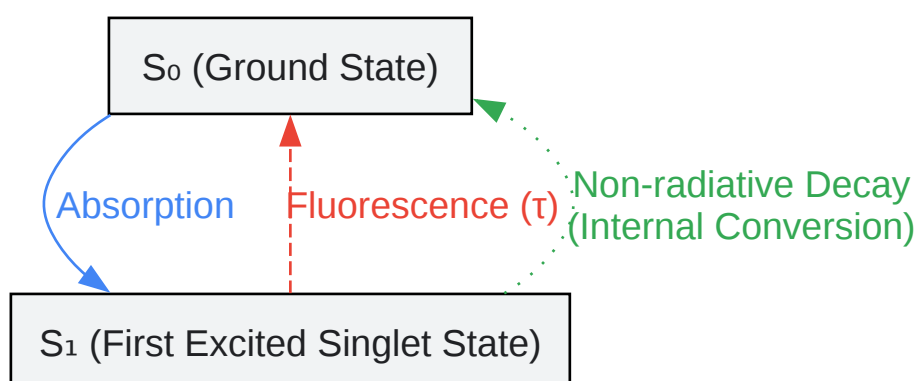 S₀ (Ground State)
Absorption
Fluorescence (τ)
Non-radiative Decay
(Internal Conversion)
S₁ (First Excited Singlet State)